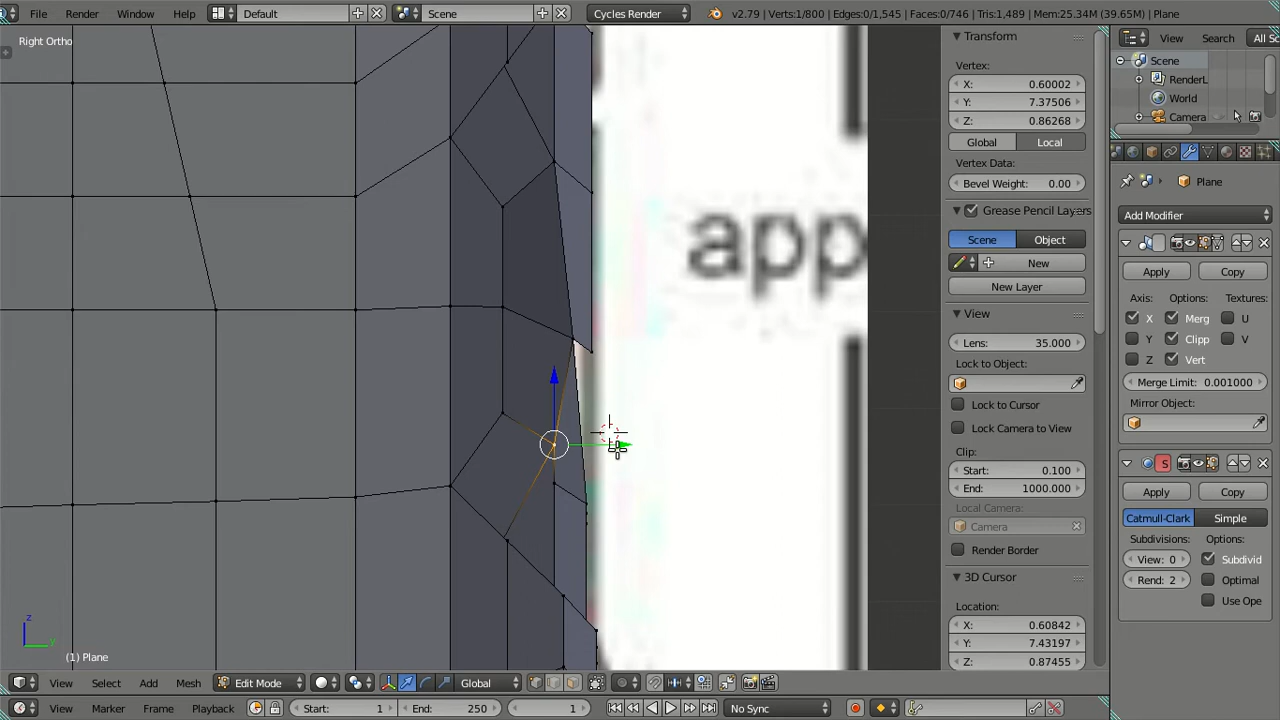 File Render Window Help Default Scene Cycles Render v2.79 | Verts:1/800 | Edges:0/1,545 | Faces:0/746 | Tris:1,489 | Mem:25.34M (39.65M) | Plane
Right Ortho
app
(1) Plane
z
y
Transform
Vertex:
X: 0.60002
Y: 7.37506
Z: 0.86268
Global Local
Vertex Data:
Bevel Weight: 0.00
Grease Pencil Layers
Scene Object
New
New Layer
View
Lens: 35.000
Lock to Object:
Lock to Cursor
Lock Camera to View
Clip:
Start: 0.100
End: 1000.000
Local Camera:
Camera
Render Border
3D Cursor
Location:
X: 0.60842
Y: 7.43197
Z: 0.87455
View Search All Sc
Scene
RenderL
World
Camera
Plane
Add Modifier
Apply Copy
Axis: Options: Textures:
X Merg U
Y Clipp V
Z Vert
Merge Limit: 0.001000
Mirror Object:
S
Apply Copy
Catmull-Clark Simple
Subdivisions: Options:
View: 0 Subdivid
Rend: 2 Optimal
Use Ope
View Select Add Mesh Edit Mode Global
View Marker Frame Playback Start: 1 End: 250 1 No Sync